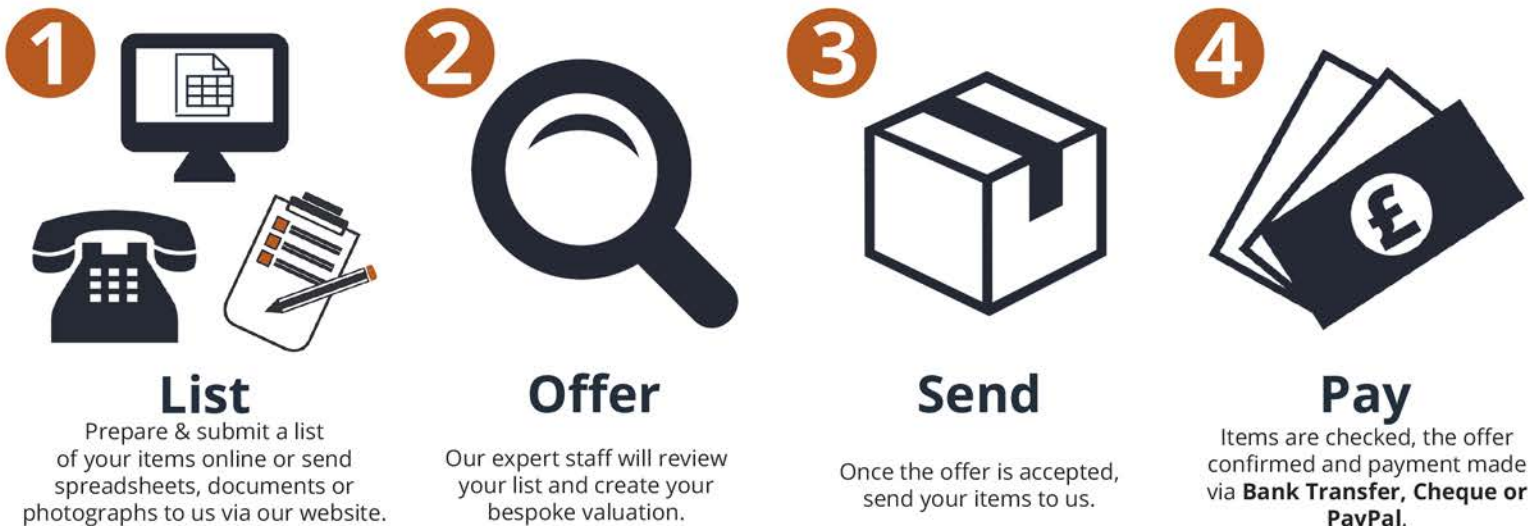 1
List
Prepare & submit a list
of your items online or send
spreadsheets, documents or
photographs to us via our website.
2
Offer
Our expert staff will review
your list and create your
bespoke valuation.
3
Send
Once the offer is accepted,
send your items to us.
4
£
Pay
Items are checked, the offer
confirmed and payment made
via Bank Transfer, Cheque or
PayPal.